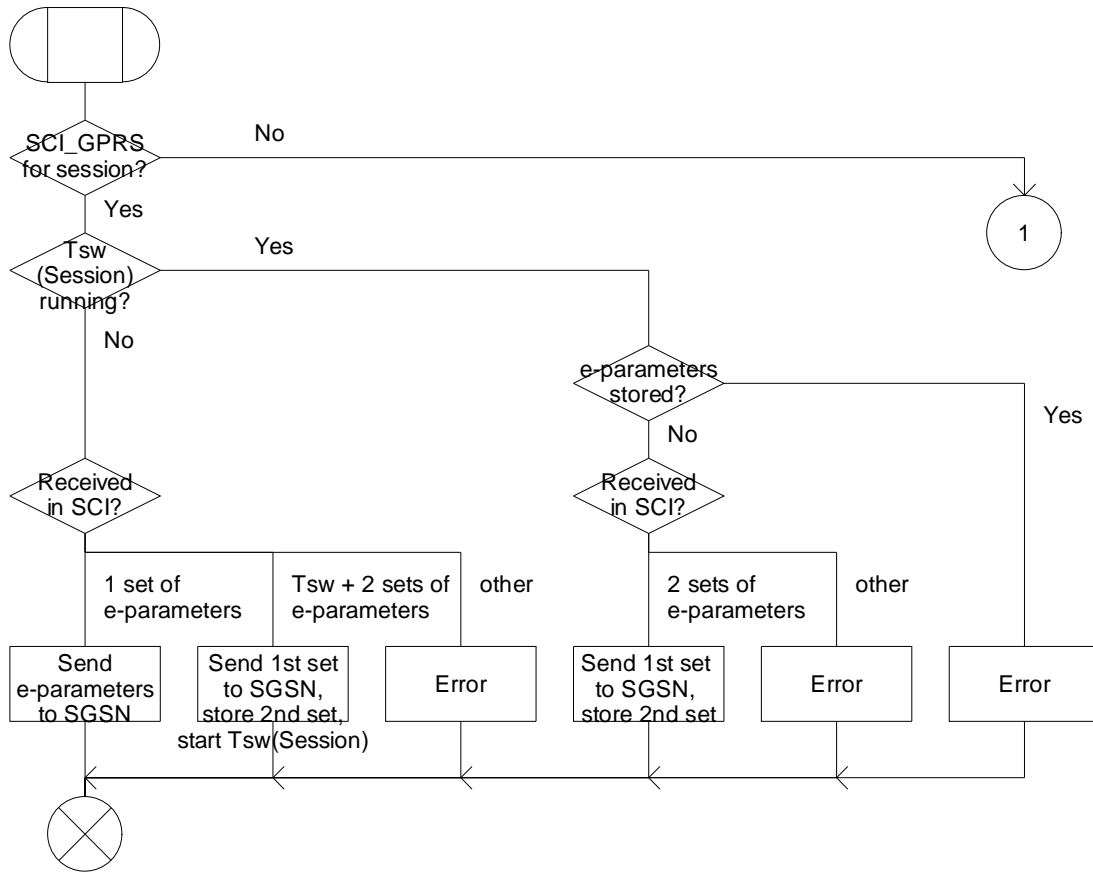 SCI_GPRS
for session?
No
Yes
1
Tsw
(Session)
running?
Yes
No
e-parameters
stored?
Yes
No
Received
in SCI?
Received
in SCI?
1 set of
e-parameters
Tsw + 2 sets of
e-parameters
other
2 sets of
e-parameters
other
Send
e-parameters
to SGSN
Send 1st set
to SGSN,
store 2nd set,
start Tsw(Session)
Error
Send 1st set
to SGSN,
store 2nd set
Error
Error